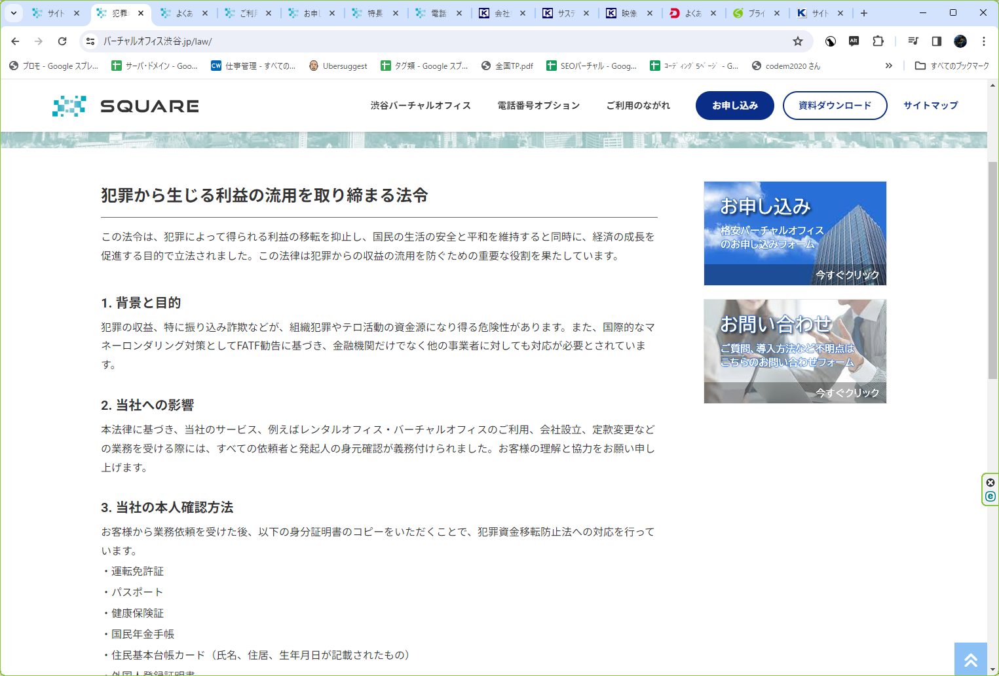 サイト
犯罪
よくあ
ご利用
お申し
特長
電話
会社
サステ
映像
よくあ
プライ
サイト
バーチャルオフィス渋谷.jp/law/
プロモ - Google スプレ...
サーバ・ドメイン - Goo...
CW 仕事管理 - すべての...
Ubersuggest
タグ類 - Google スプ...
全国TP.pdf
SEOバーチャル - Goog...
コーディング 5ページ - G...
codem2020 さん
すべてのブックマーク
SQUARE
渋谷バーチャルオフィス
電話番号オプション
ご利用のながれ
お申し込み
資料ダウンロード
サイトマップ
犯罪から生じる利益の流用を取り締まる法令
この法令は、犯罪によって得られる利益の移転を抑止し、国民の生活の安全と平和を維持すると同時に、経済の成長を
促進する目的で立法されました。この法律は犯罪からの収益の流用を防ぐための重要な役割を果たしています。
1. 背景と目的
犯罪の収益、特に振り込み詐欺などが、組織犯罪やテロ活動の資金源になり得る危険性があります。また、国際的なマ
ネーロンダリング対策としてFATF勧告に基づき、金融機関だけでなく他の事業者に対しても対応が必要とされていま
す。
2. 当社への影響
本法律に基づき、当社のサービス、例えばレンタルオフィス・バーチャルオフィスのご利用、会社設立、定款変更など
の業務を受ける際には、すべての依頼者と発起人の身元確認が義務付けられました。お客様の理解と協力をお願い申し
上げます。
3. 当社の本人確認方法
お客様から業務依頼を受けた後、以下の身分証明書のコピーをいただくことで、犯罪資金移転防止法への対応を行って
います。
・運転免許証
・パスポート
・健康保険証
・国民年金手帳
・住民基本台帳カード（氏名、住居、生年月日が記載されたもの）
・外国人登録証明書
お申し込み
格安バーチャルオフィス
のお申し込みフォーム
今すぐクリック
お問い合わせ
ご質問、導入方法など不明点は
こちらのお問い合わせフォーム
今すぐクリック